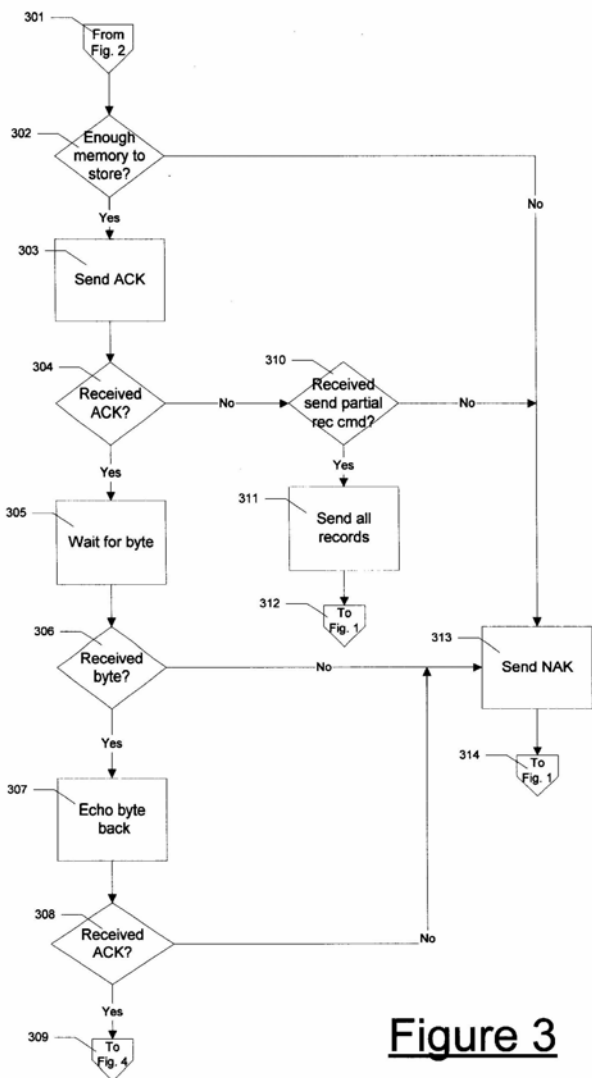 301
From
Fig. 2
302
Enough
memory to
store?
No
Yes
303
Send ACK
304
Received
ACK?
No
310
Received
send partial
rec cmd?
No
Yes
Yes
305
Wait for byte
311
Send all
records
312
To
Fig. 1
306
Received
byte?
No
313
Send NAK
Yes
314
To
Fig. 1
307
Echo byte
back
308
Received
ACK?
No
Yes
309
To
Fig. 4
Figure 3